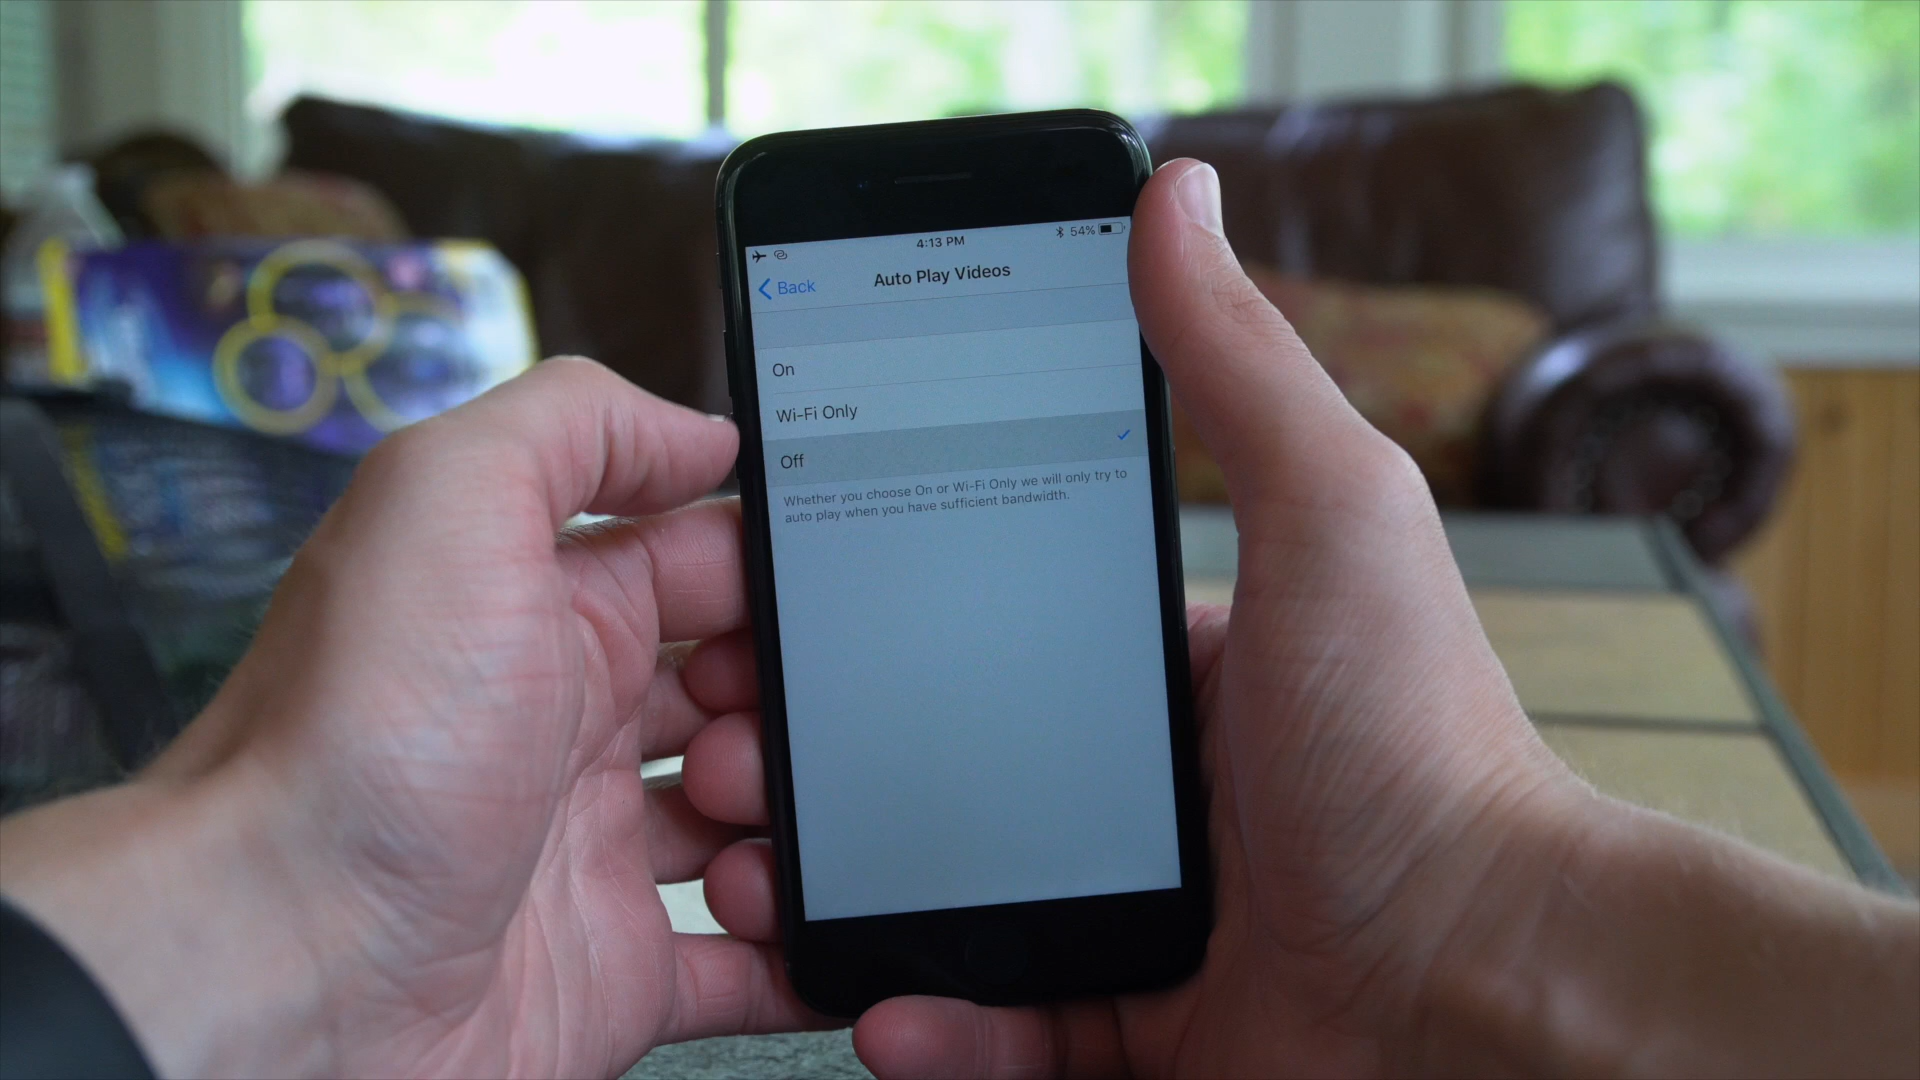 4:13 PM
54%
Back
Auto Play Videos
On
Wi-Fi Only
Off
Whether you choose On or Wi-Fi Only we will only try to
auto play when you have sufficient bandwidth.